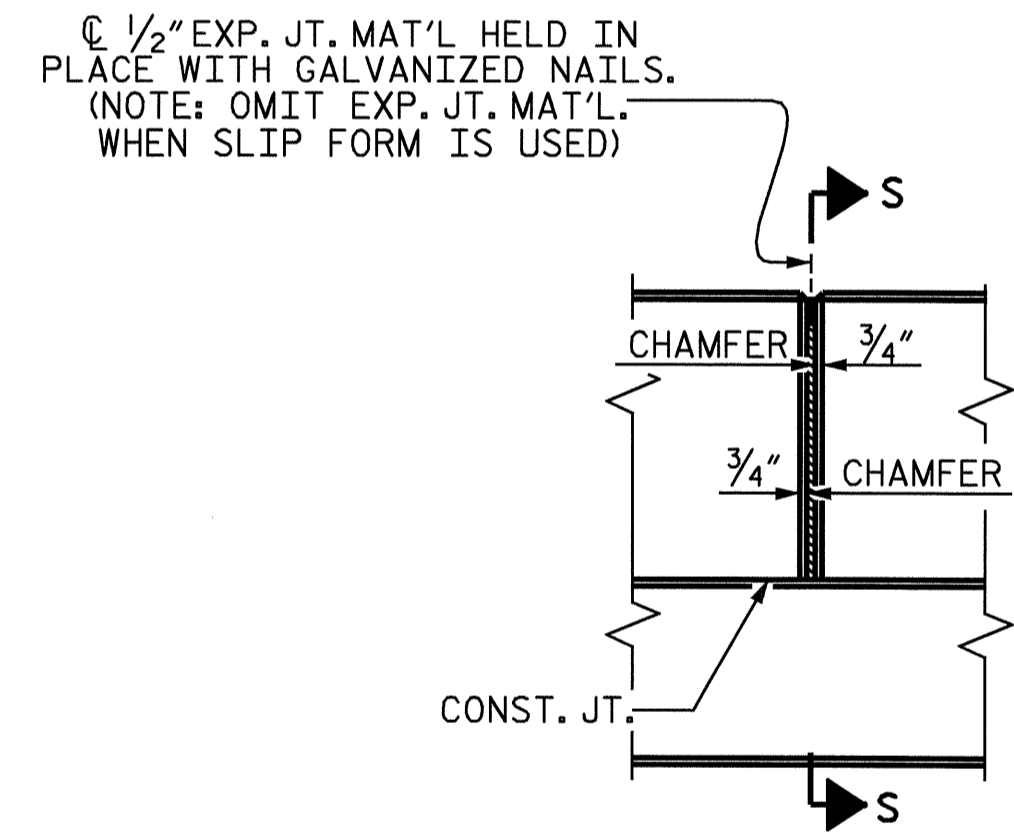 ℄ 1/2" EXP. JT. MAT'L HELD IN
PLACE WITH GALVANIZED NAILS.
(NOTE: OMIT EXP. JT. MAT'L.
WHEN SLIP FORM IS USED)
S
CHAMFER 3/4"
3/4" CHAMFER
CONST. JT.
S